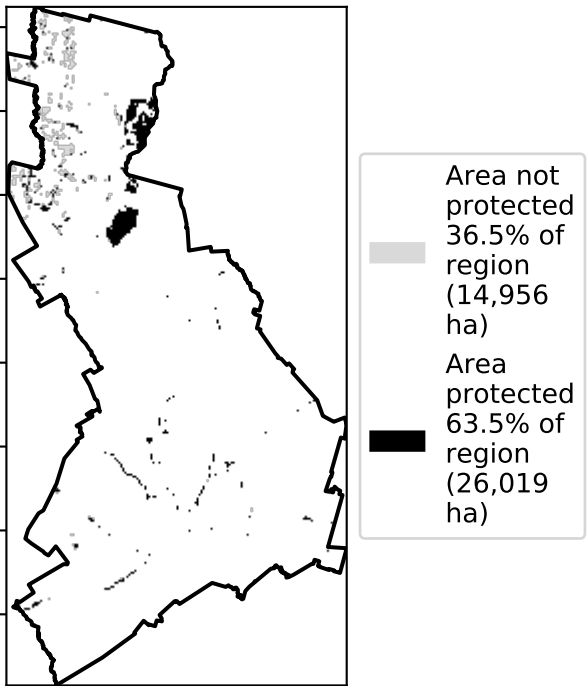 Area not
protected
36.5% of
region
(14,956
ha)
Area
protected
63.5% of
region
(26,019
ha)